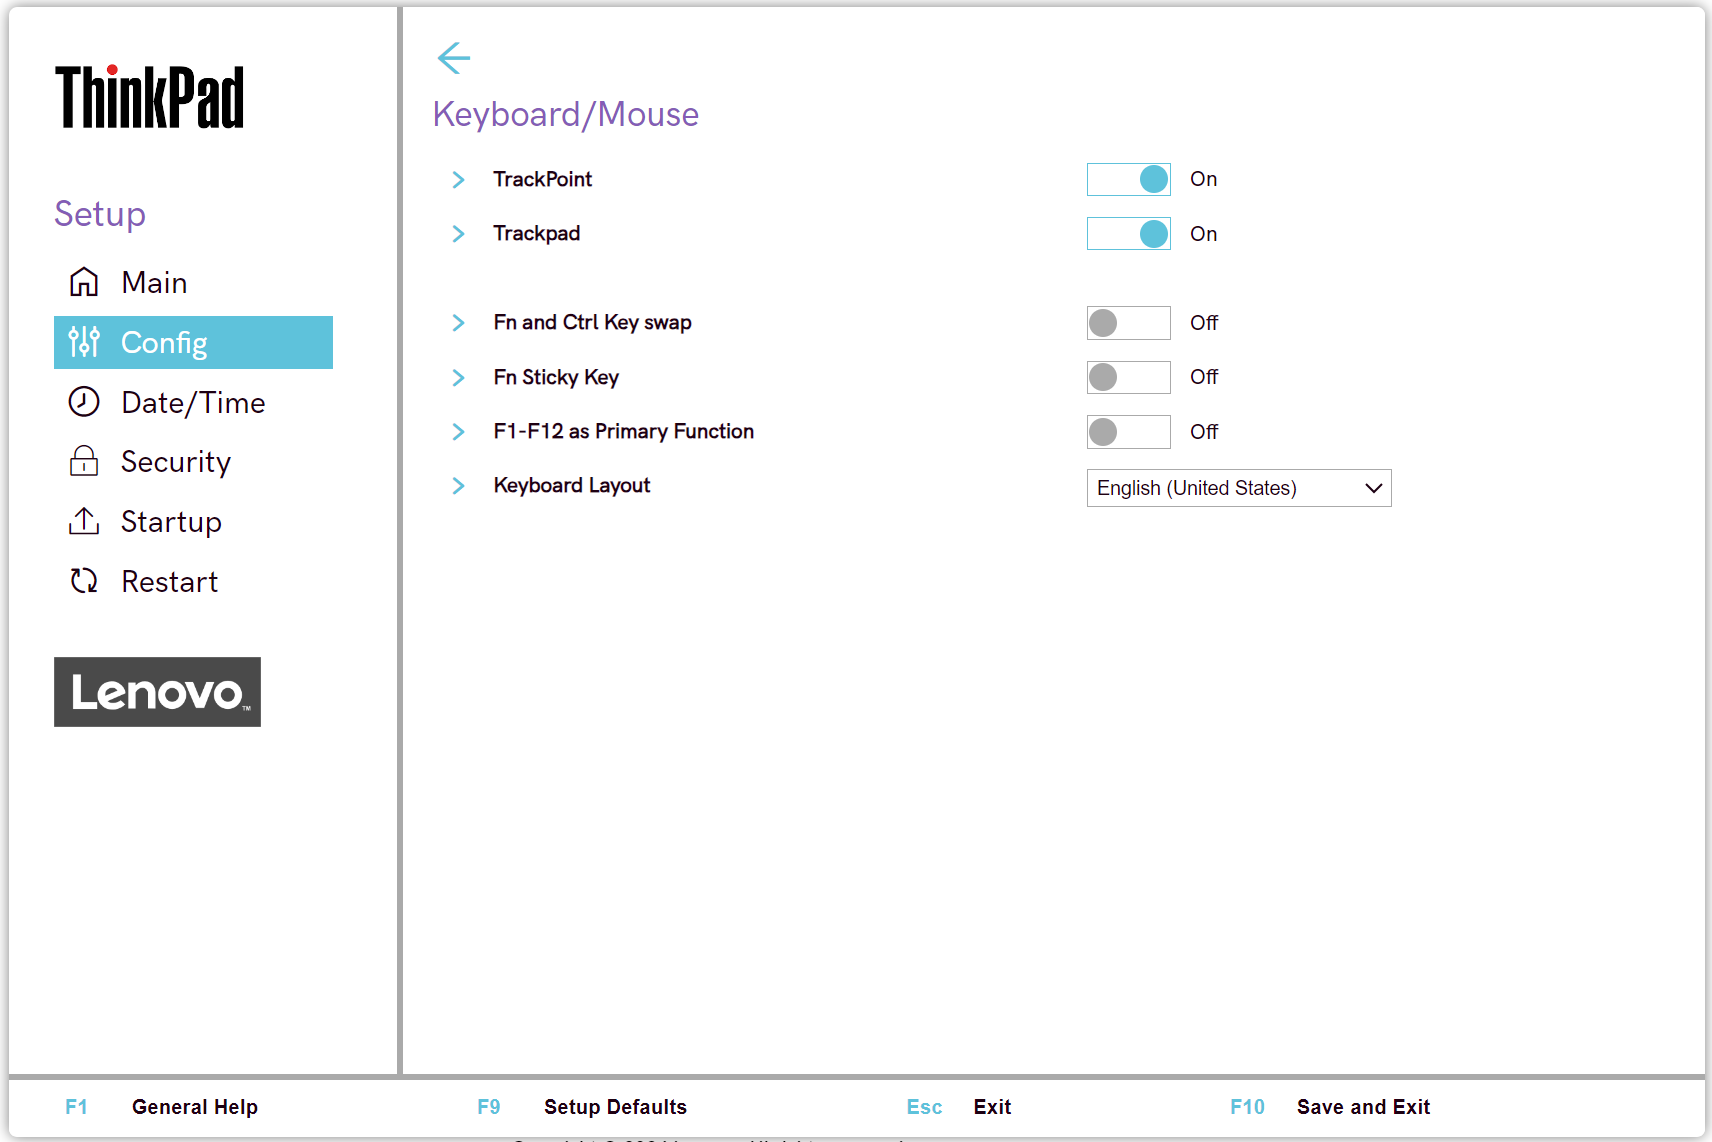 ThinkPad
Setup
Main
Config
Date/Time
Security
Startup
Restart
Lenovo™
Keyboard/Mouse
TrackPoint On
Trackpad On
Fn and Ctrl Key swap Off
Fn Sticky Key Off
F1-F12 as Primary Function Off
Keyboard Layout English (United States)
F1 General Help F9 Setup Defaults Esc Exit F10 Save and Exit